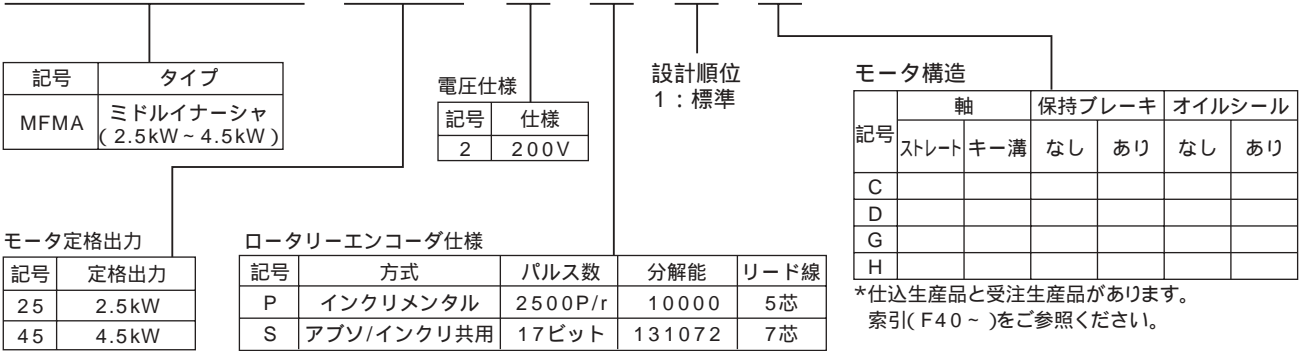 記号 タイプ
MFMA ミドルイナーシャ
(2.5kW~4.5kW)
電圧仕様
記号 仕様
2 200V
設計順位
1:標準
モータ構造
記号 軸 保持ブレーキ オイルシール
ストレート キー溝 なし あり なし あり
C
D
G
H
*仕込生産品と受注生産品があります。
索引(F40~)をご参照ください。
モータ定格出力
記号 定格出力
25 2.5kW
45 4.5kW
ロータリーエンコーダ仕様
記号 方式 パルス数 分解能 リード線
P インクリメンタル 2500P/r 10000 5芯
S アブソ/インクリ共用 17ビット 131072 7芯